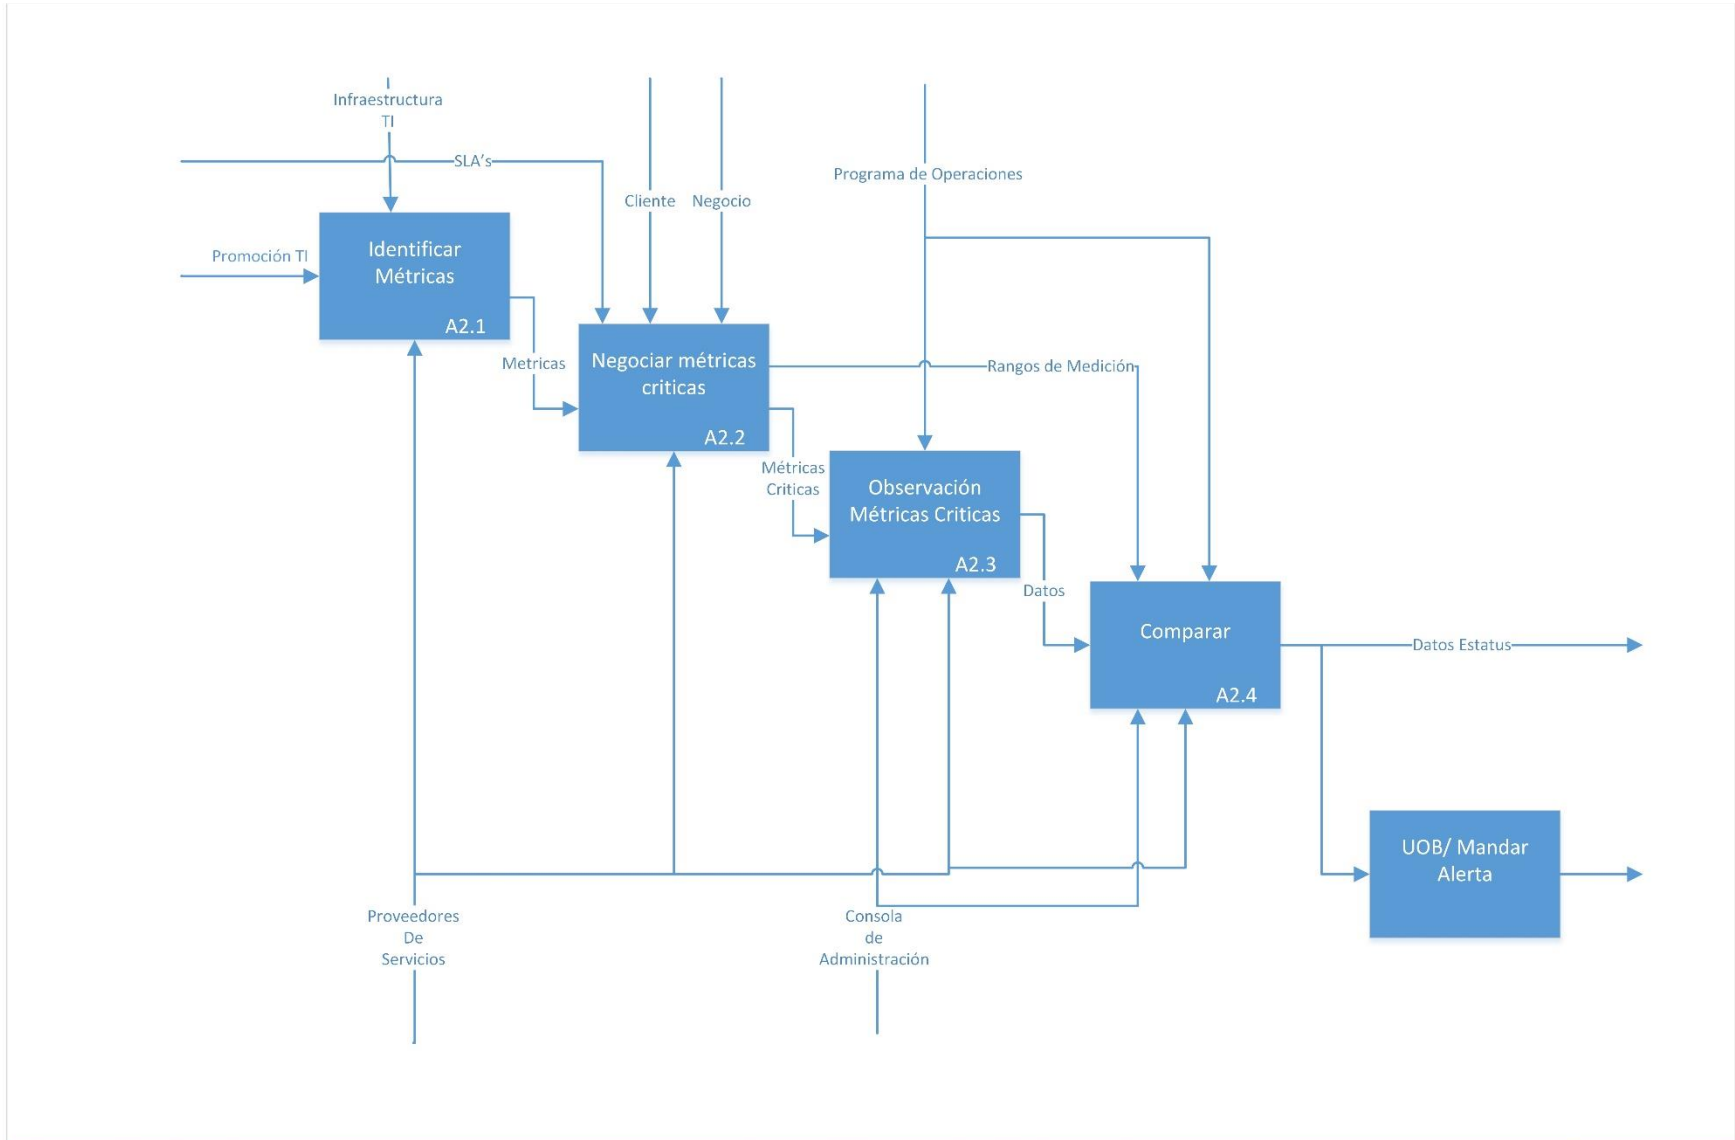 Infraestructura
TI
SLA's
Programa de Operaciones
Cliente
Negocio
Promoción TI
Identificar
Métricas
A2.1
Metricas
Negociar métricas
criticas
A2.2
Rangos de Medición
Métricas
Criticas
Observación
Métricas Criticas
A2.3
Datos
Comparar
A2.4
Datos Estatus
UOB/ Mandar
Alerta
Proveedores
De
Servicios
Consola
de
Administración